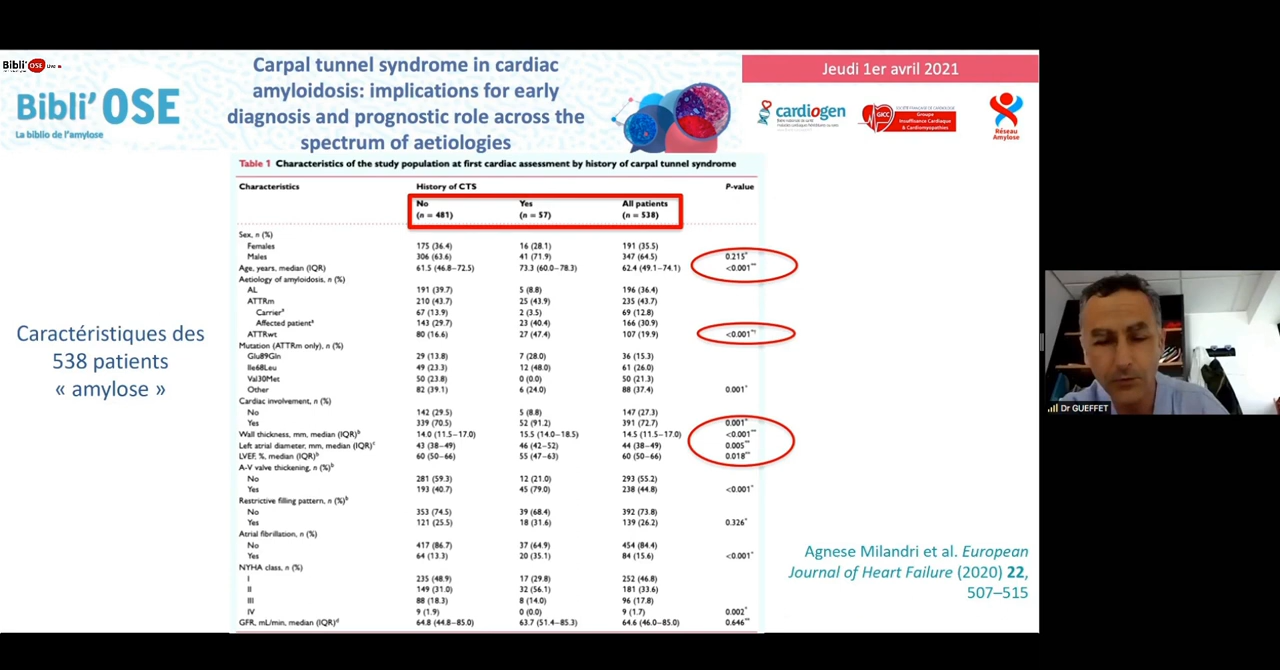 Bibli'OSE Live
Bibli'OSE
La biblio de l'amylose
Carpal tunnel syndrome in cardiac
amyloidosis: implications for early
diagnosis and prognostic role across the
spectrum of aetiologies
Jeudi 1er avril 2021
cardiogen
GICC
SOCIÉTÉ FRANÇAISE DE CARDIOLOGIE
Groupe
Insuffisance Cardiaque
& Cardiomyopathies
Réseau
Amylose
Caractéristiques des
538 patients
« amylose »
Table 1 Characteristics of the study population at first cardiac assessment by history of carpal tunnel syndrome
Characteristics History of CTS P-value
No Yes All patients
(n = 481) (n = 57) (n = 538)
Sex, n (%)
Females 175 (36.4) 16 (28.1) 191 (35.5)
Males 306 (63.6) 41 (71.9) 347 (64.5) 0.215*
Age, years, median (IQR) 61.5 (46.8–72.5) 73.3 (60.0–78.3) 62.4 (49.1–74.1) <0.001**
Aetiology of amyloidosis, n (%)
AL 191 (39.7) 5 (8.8) 196 (36.4)
ATTRm 210 (43.7) 25 (43.9) 235 (43.7)
Carrierª 67 (13.9) 2 (3.5) 69 (12.8)
Affected patientª 143 (29.7) 23 (40.4) 166 (30.9)
ATTRwt 80 (16.6) 27 (47.4) 107 (19.9) <0.001*†
Mutation (ATTRm only), n (%)
Glu89Gln 29 (13.8) 7 (28.0) 36 (15.3)
Ile68Leu 49 (23.3) 12 (48.0) 61 (26.0)
Val30Met 50 (23.8) 0 (0.0) 50 (21.3)
Other 82 (39.1) 6 (24.0) 88 (37.4) 0.001*
Cardiac involvement, n (%)
No 142 (29.5) 5 (8.8) 147 (27.3)
Yes 339 (70.5) 52 (91.2) 391 (72.7) 0.001*
Wall thickness, mm, median (IQR)ᵇ 14.0 (11.5–17.0) 15.5 (14.0–18.5) 14.5 (11.5–17.0) <0.001**
Left atrial diameter, mm, median (IQR)ᶜ 43 (38–49) 46 (42–52) 44 (38–49) 0.005**
LVEF, %, median (IQR)ᵇ 60 (50–66) 55 (47–63) 60 (50–66) 0.018**
A-V valve thickening, n (%)ᵇ
No 281 (59.3) 12 (21.0) 293 (55.2)
Yes 193 (40.7) 45 (79.0) 238 (44.8) <0.001*
Restrictive filling pattern, n (%)ᵇ
No 353 (74.5) 39 (68.4) 392 (73.8)
Yes 121 (25.5) 18 (31.6) 139 (26.2) 0.326*
Atrial fibrillation, n (%)
No 417 (86.7) 37 (64.9) 454 (84.4)
Yes 64 (13.3) 20 (35.1) 84 (15.6) <0.001*
NYHA class, n (%)
I 235 (48.9) 17 (29.8) 252 (46.8)
II 149 (31.0) 32 (56.1) 181 (33.6)
III 88 (18.3) 8 (14.0) 96 (17.8)
IV 9 (1.9) 0 (0.0) 9 (1.7) 0.002*
GFR, mL/min, median (IQR)ᵈ 64.8 (44.8–85.0) 63.7 (51.4–85.3) 64.6 (46.0–85.0) 0.646**
Agnese Milandri et al. European
Journal of Heart Failure (2020) 22,
507–515
Dr GUEFFET